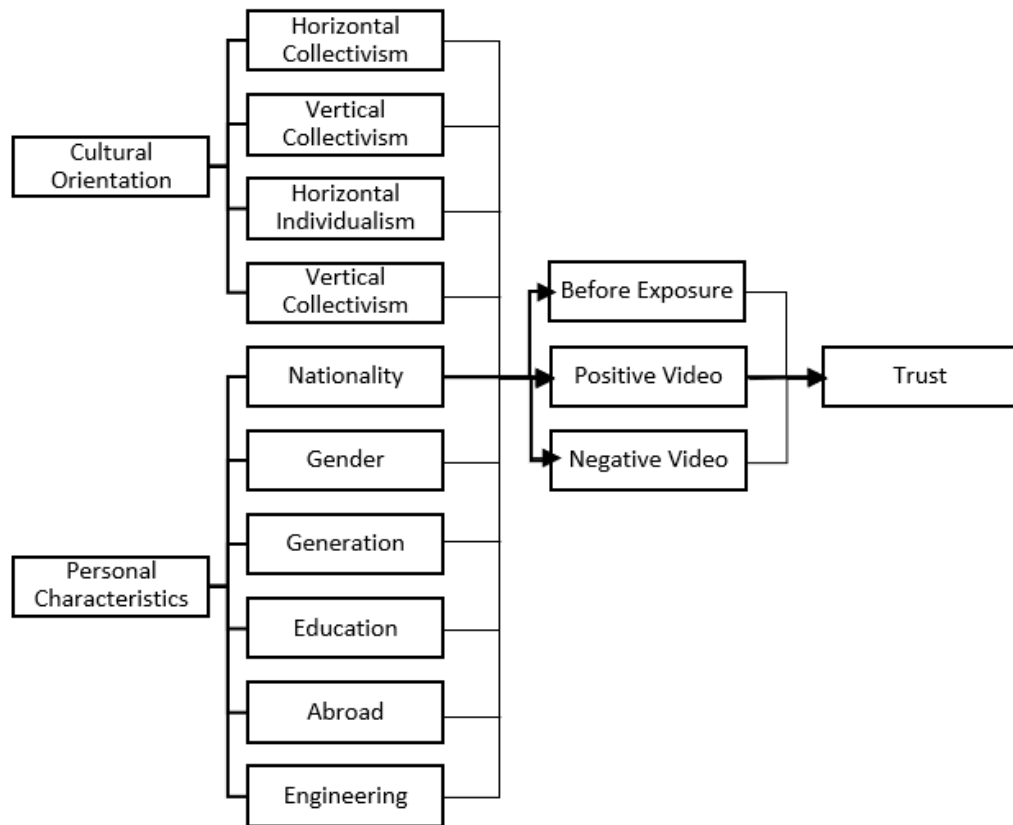 Horizontal
Collectivism
Vertical
Collectivism
Cultural
Orientation
Horizontal
Individualism
Vertical
Collectivism
Before Exposure
Nationality
Positive Video
Trust
Gender
Negative Video
Generation
Personal
Characteristics
Education
Abroad
Engineering